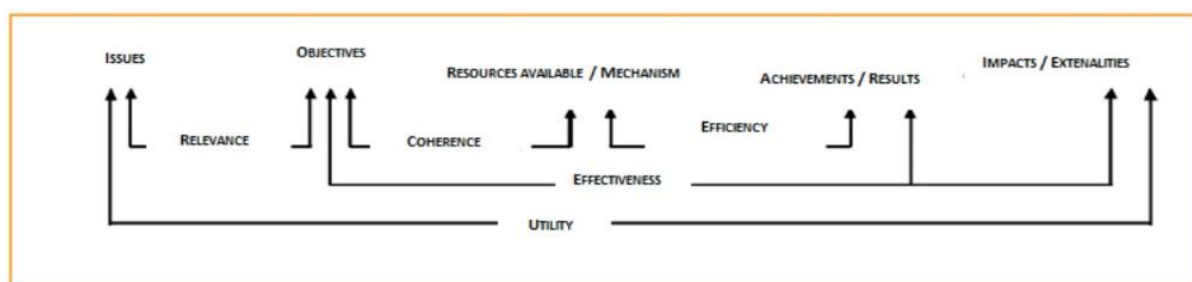 ISSUES
OBJECTIVES
RESOURCES AVAILABLE / MECHANISM
ACHIEVEMENTS / RESULTS
IMPACTS / EXTENALITIES
RELEVANCE
COHERENCE
EFFICIENCY
EFFECTIVENESS
UTILITY